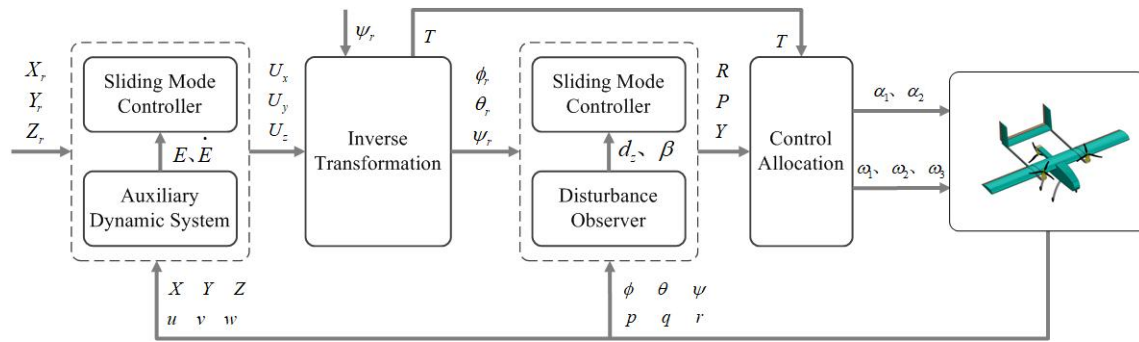 ψ_r
T
T
X_r
Y_r
Z_r
Sliding Mode
Controller
E、Ė
Auxiliary
Dynamic System
U_x
U_y
U_z
Inverse
Transformation
ϕ_r
θ_r
ψ_r
Sliding Mode
Controller
d_z、β
Disturbance
Observer
R
P
Y
Control
Allocation
α_1、α_2
ω_1、ω_2、ω_3
X Y Z
u v w
ϕ θ ψ
p q r